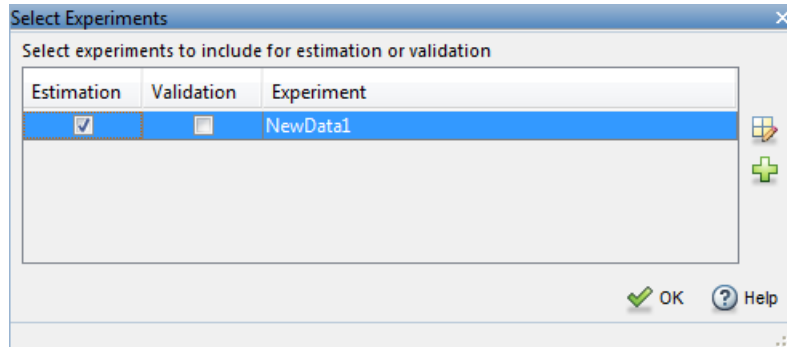 Select Experiments
Select experiments to include for estimation or validation
Estimation Validation Experiment
NewData1
OK Help